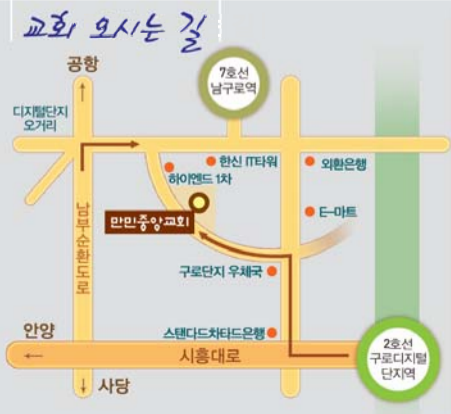 교회 오시는 길
공항
7호선
남구로역
디지털단지
오거리
한신 IT타워
외환은행
하이엔드 1차
E-마트
만민중앙교회
남부순환도로
구로단지 우체국
안양
스탠다드차타드은행
시흥대로
2호선
구로디지털
단지역
사당